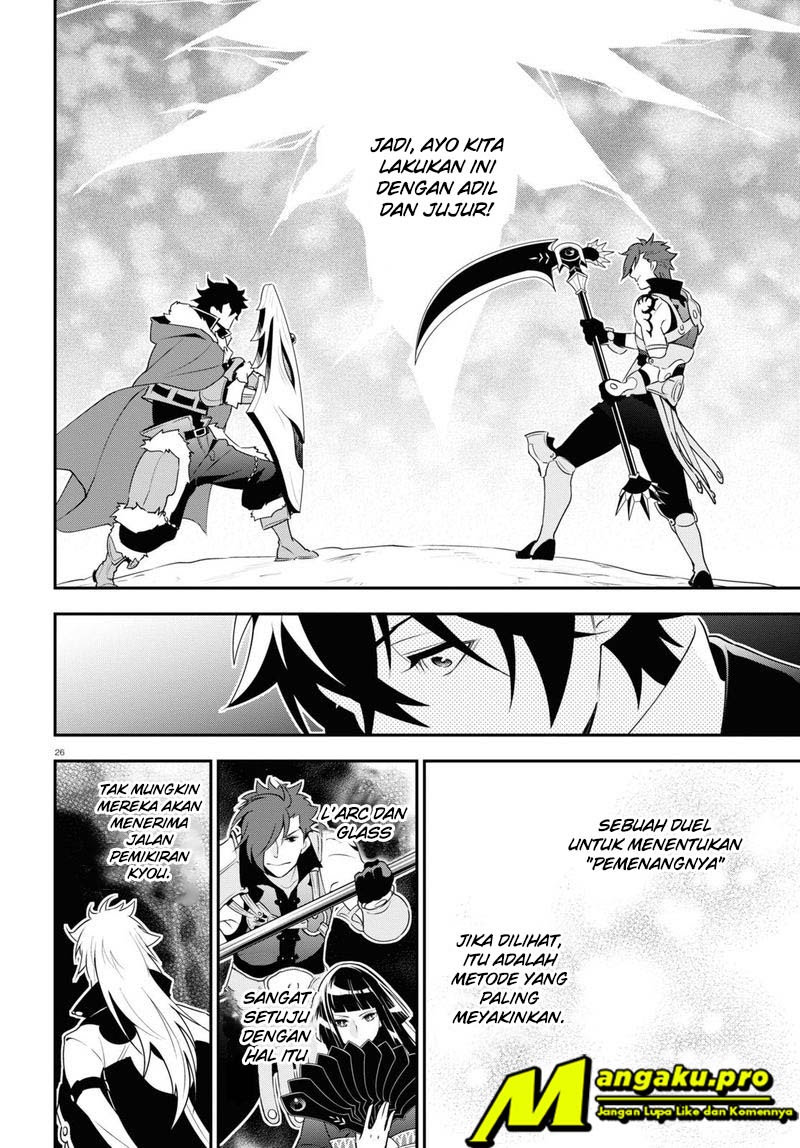 JADI, AYO KITA
LAKUKAN INI
DENGAN ADIL
DAN JUJUR!
26
SEBUAH DUEL
UNTUK MENENTUKAN
"PEMENANGNYA"
JIKA DILIHAT,
ITU ADALAH
METODE YANG
PALING
MEYAKINKAN.
L'ARC DAN
GLASS
SANGAT
SETUJU
DENGAN
HAL ITU
TAK MUNGKIN
MEREKA AKAN
MENERIMA
JALAN
PEMIKIRAN
KYOU.
Mangaku.pro
Jangan Lupa Like dan Komennya